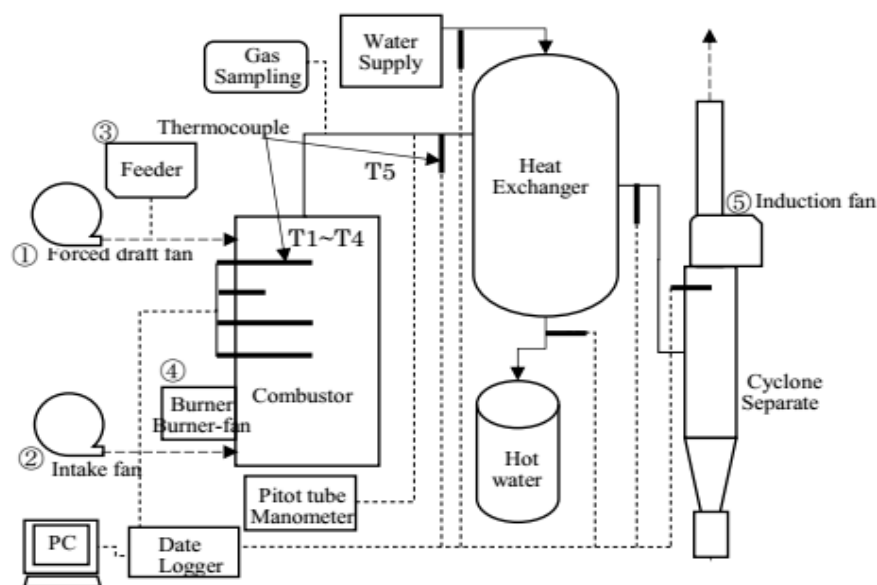 Water
Supply
Gas
Sampling
Thermocouple
③
Feeder
T5
Heat
Exchanger
⑤ Induction fan
T1~T4
① Forced draft fan
④
Burner
Burner-fan
Combustor
Cyclone
Separate
② Intake fan
Hot
water
Pitot tube
Manometer
PC
Date
Logger